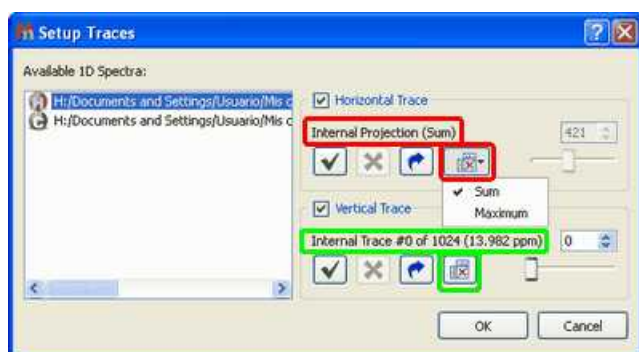 Setup Traces
Available 1D Spectra:
H:/Documents and Settings/Usuario/Mis c
H:/Documents and Settings/Usuario/Mis c
Horizontal Trace
Internal Projection (Sum)
421
Sum
Maximum
Vertical Trace
Internal Trace #0 of 1024 (13.982 ppm)
0
OK
Cancel